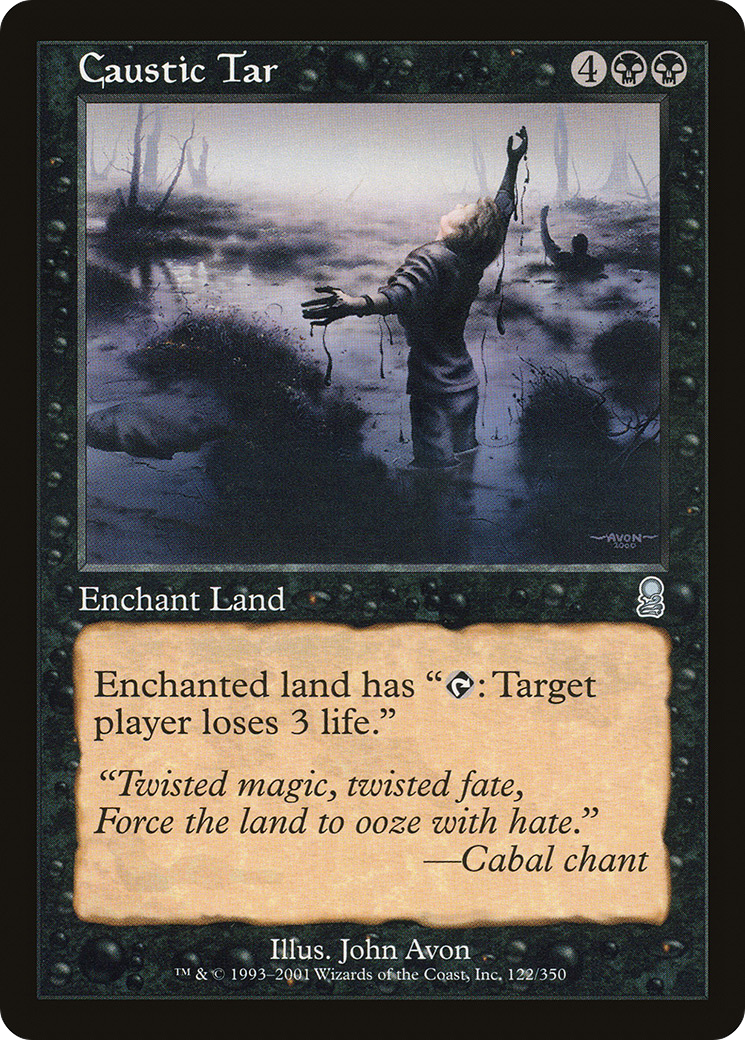 Caustic Tar
4
AVON
2000
Enchant Land
Enchanted land has “: Target
player loses 3 life.”
“Twisted magic, twisted fate,
Force the land to ooze with hate.”
—Cabal chant
Illus. John Avon
™ & © 1993–2001 Wizards of the Coast, Inc. 122/350